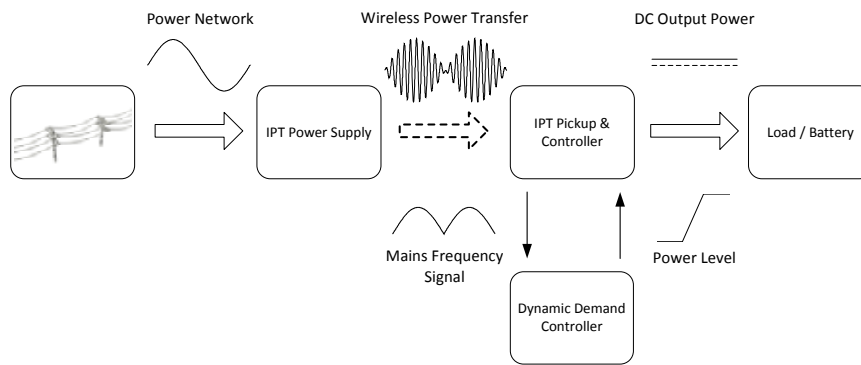 Power Network
Wireless Power Transfer
DC Output Power
IPT Power Supply
IPT Pickup &
Controller
Load / Battery
Mains Frequency
Signal
Power Level
Dynamic Demand
Controller